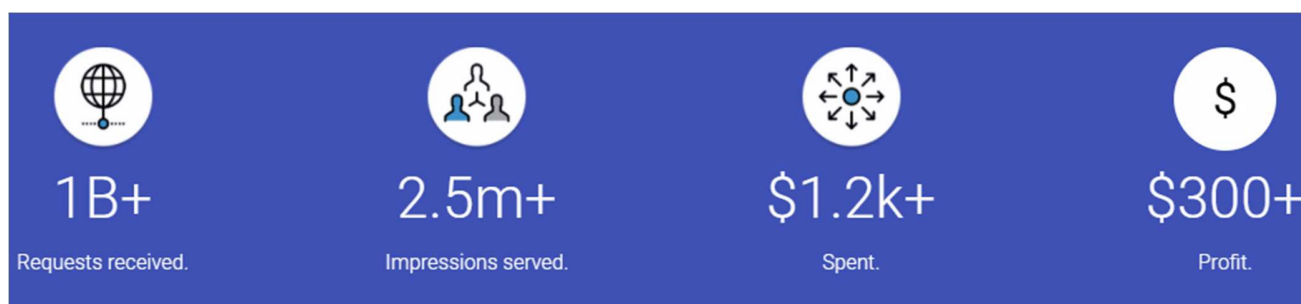 $
1B+
2.5m+
$1.2k+
$300+
Requests received.
Impressions served.
Spent.
Profit.